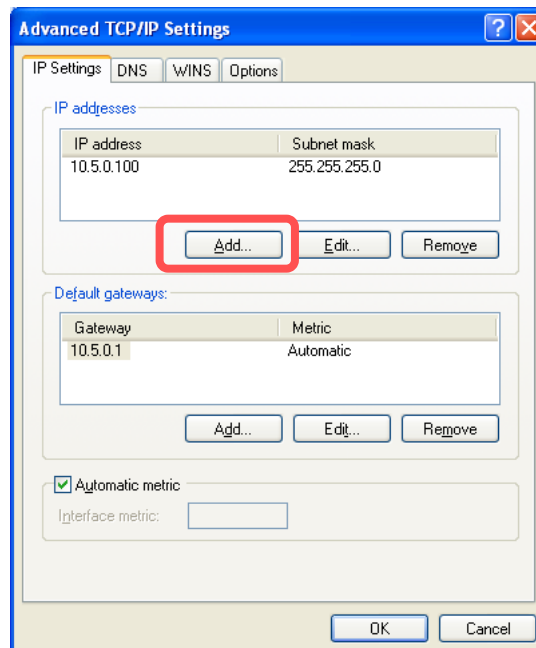 Advanced TCP/IP Settings
IP Settings DNS WINS Options
IP addresses
IP address Subnet mask
10.5.0.100 255.255.255.0
Add... Edit... Remove
Default gateways:
Gateway Metric
10.5.0.1 Automatic
Add... Edit... Remove
Automatic metric
Interface metric:
OK Cancel